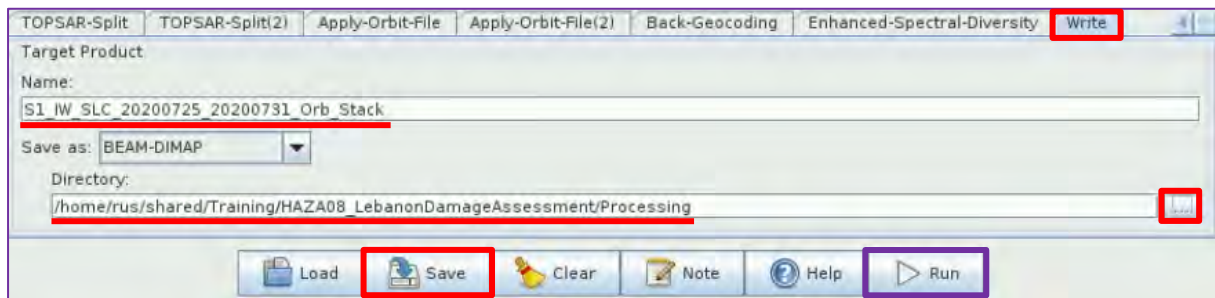 TOPSAR-Split TOPSAR-Split(2) Apply-Orbit-File Apply-Orbit-File(2) Back-Geocoding Enhanced-Spectral-Diversity Write
Target Product
Name:
S1_IW_SLC_20200725_20200731_Orb_Stack
Save as: BEAM-DIMAP
Directory:
/home/rus/shared/Training/HAZA08_LebanonDamageAssessment/Processing
...
Load Save Clear Note Help Run